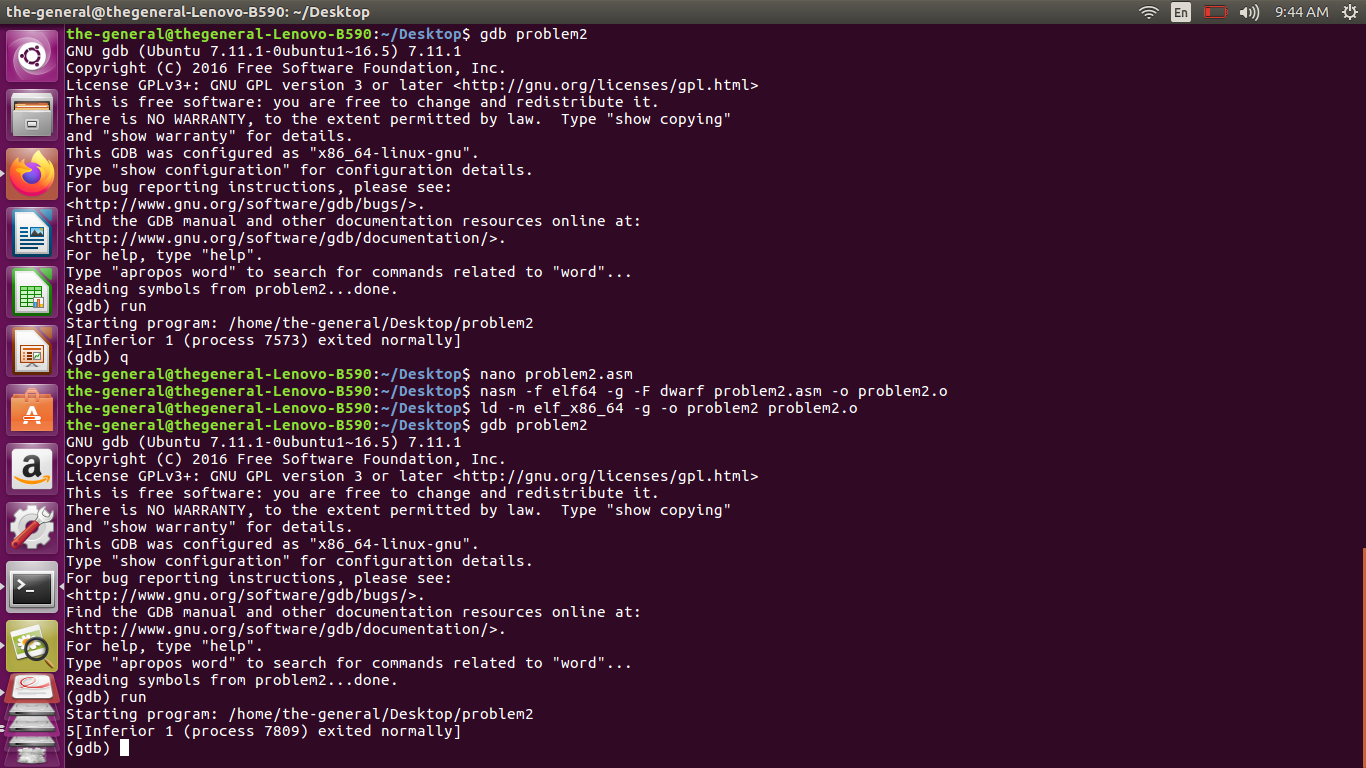 the-general@thegeneral-Lenovo-B590: ~/Desktop En 9:44 AM
the-general@thegeneral-Lenovo-B590:~/Desktop$ gdb problem2
GNU gdb (Ubuntu 7.11.1-0ubuntu1~16.5) 7.11.1
Copyright (C) 2016 Free Software Foundation, Inc.
License GPLv3+: GNU GPL version 3 or later <http://gnu.org/licenses/gpl.html>
This is free software: you are free to change and redistribute it.
There is NO WARRANTY, to the extent permitted by law.  Type "show copying"
and "show warranty" for details.
This GDB was configured as "x86_64-linux-gnu".
Type "show configuration" for configuration details.
For bug reporting instructions, please see:
<http://www.gnu.org/software/gdb/bugs/>.
Find the GDB manual and other documentation resources online at:
<http://www.gnu.org/software/gdb/documentation/>.
For help, type "help".
Type "apropos word" to search for commands related to "word"...
Reading symbols from problem2...done.
(gdb) run
Starting program: /home/the-general/Desktop/problem2
4[Inferior 1 (process 7573) exited normally]
(gdb) q
the-general@thegeneral-Lenovo-B590:~/Desktop$ nano problem2.asm
the-general@thegeneral-Lenovo-B590:~/Desktop$ nasm -f elf64 -g -F dwarf problem2.asm -o problem2.o
the-general@thegeneral-Lenovo-B590:~/Desktop$ ld -m elf_x86_64 -g -o problem2 problem2.o
the-general@thegeneral-Lenovo-B590:~/Desktop$ gdb problem2
GNU gdb (Ubuntu 7.11.1-0ubuntu1~16.5) 7.11.1
Copyright (C) 2016 Free Software Foundation, Inc.
License GPLv3+: GNU GPL version 3 or later <http://gnu.org/licenses/gpl.html>
This is free software: you are free to change and redistribute it.
There is NO WARRANTY, to the extent permitted by law.  Type "show copying"
and "show warranty" for details.
This GDB was configured as "x86_64-linux-gnu".
Type "show configuration" for configuration details.
For bug reporting instructions, please see:
<http://www.gnu.org/software/gdb/bugs/>.
Find the GDB manual and other documentation resources online at:
<http://www.gnu.org/software/gdb/documentation/>.
For help, type "help".
Type "apropos word" to search for commands related to "word"...
Reading symbols from problem2...done.
(gdb) run
Starting program: /home/the-general/Desktop/problem2
5[Inferior 1 (process 7809) exited normally]
(gdb)